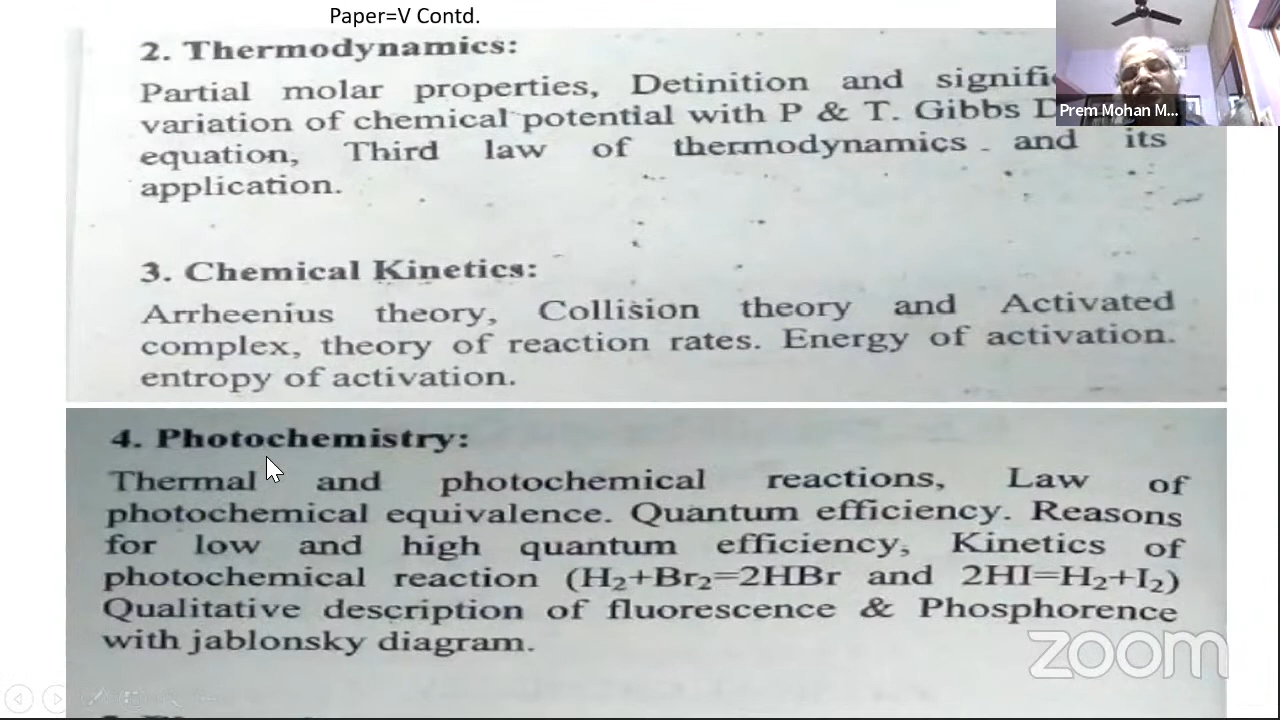 Paper=V Contd.
2. Thermodynamics:
Partial molar properties, Detinition and
variation of chemical potential with P & T. Gibbs
equation, Third law of thermodynamics and its
application.
3. Chemical Kinetics:
Arrheenius theory, Collision theory and Activated
complex, theory of reaction rates. Energy of activation.
entropy of activation.
4. Photochemistry:
Thermal and photochemical reactions, Law of
photochemical equivalence. Quantum efficiency. Reasons
for low and high quantum efficiency, Kinetics of
photochemical reaction (H₂+Br₂=2HBr and 2HI=H₂+I₂)
Qualitative description of fluorescence & Phosphorence
with jablonsky diagram.
Prem Mohan M...
zoom